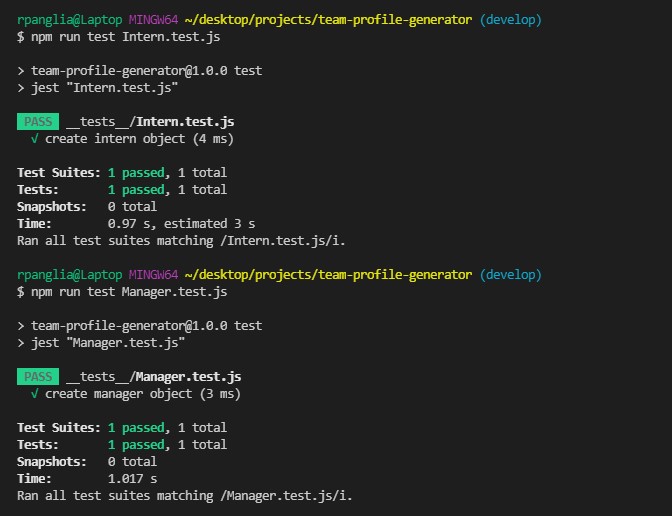 rpanglia@Laptop MINGW64 ~/desktop/projects/team-profile-generator (develop)
$ npm run test Intern.test.js
> team-profile-generator@1.0.0 test
> jest "Intern.test.js"
PASS __tests__/Intern.test.js
√ create intern object (4 ms)
Test Suites: 1 passed, 1 total
Tests: 1 passed, 1 total
Snapshots: 0 total
Time: 0.97 s, estimated 3 s
Ran all test suites matching /Intern.test.js/i.
rpanglia@Laptop MINGW64 ~/desktop/projects/team-profile-generator (develop)
$ npm run test Manager.test.js
> team-profile-generator@1.0.0 test
> jest "Manager.test.js"
PASS __tests__/Manager.test.js
√ create manager object (3 ms)
Test Suites: 1 passed, 1 total
Tests: 1 passed, 1 total
Snapshots: 0 total
Time: 1.017 s
Ran all test suites matching /Manager.test.js/i.